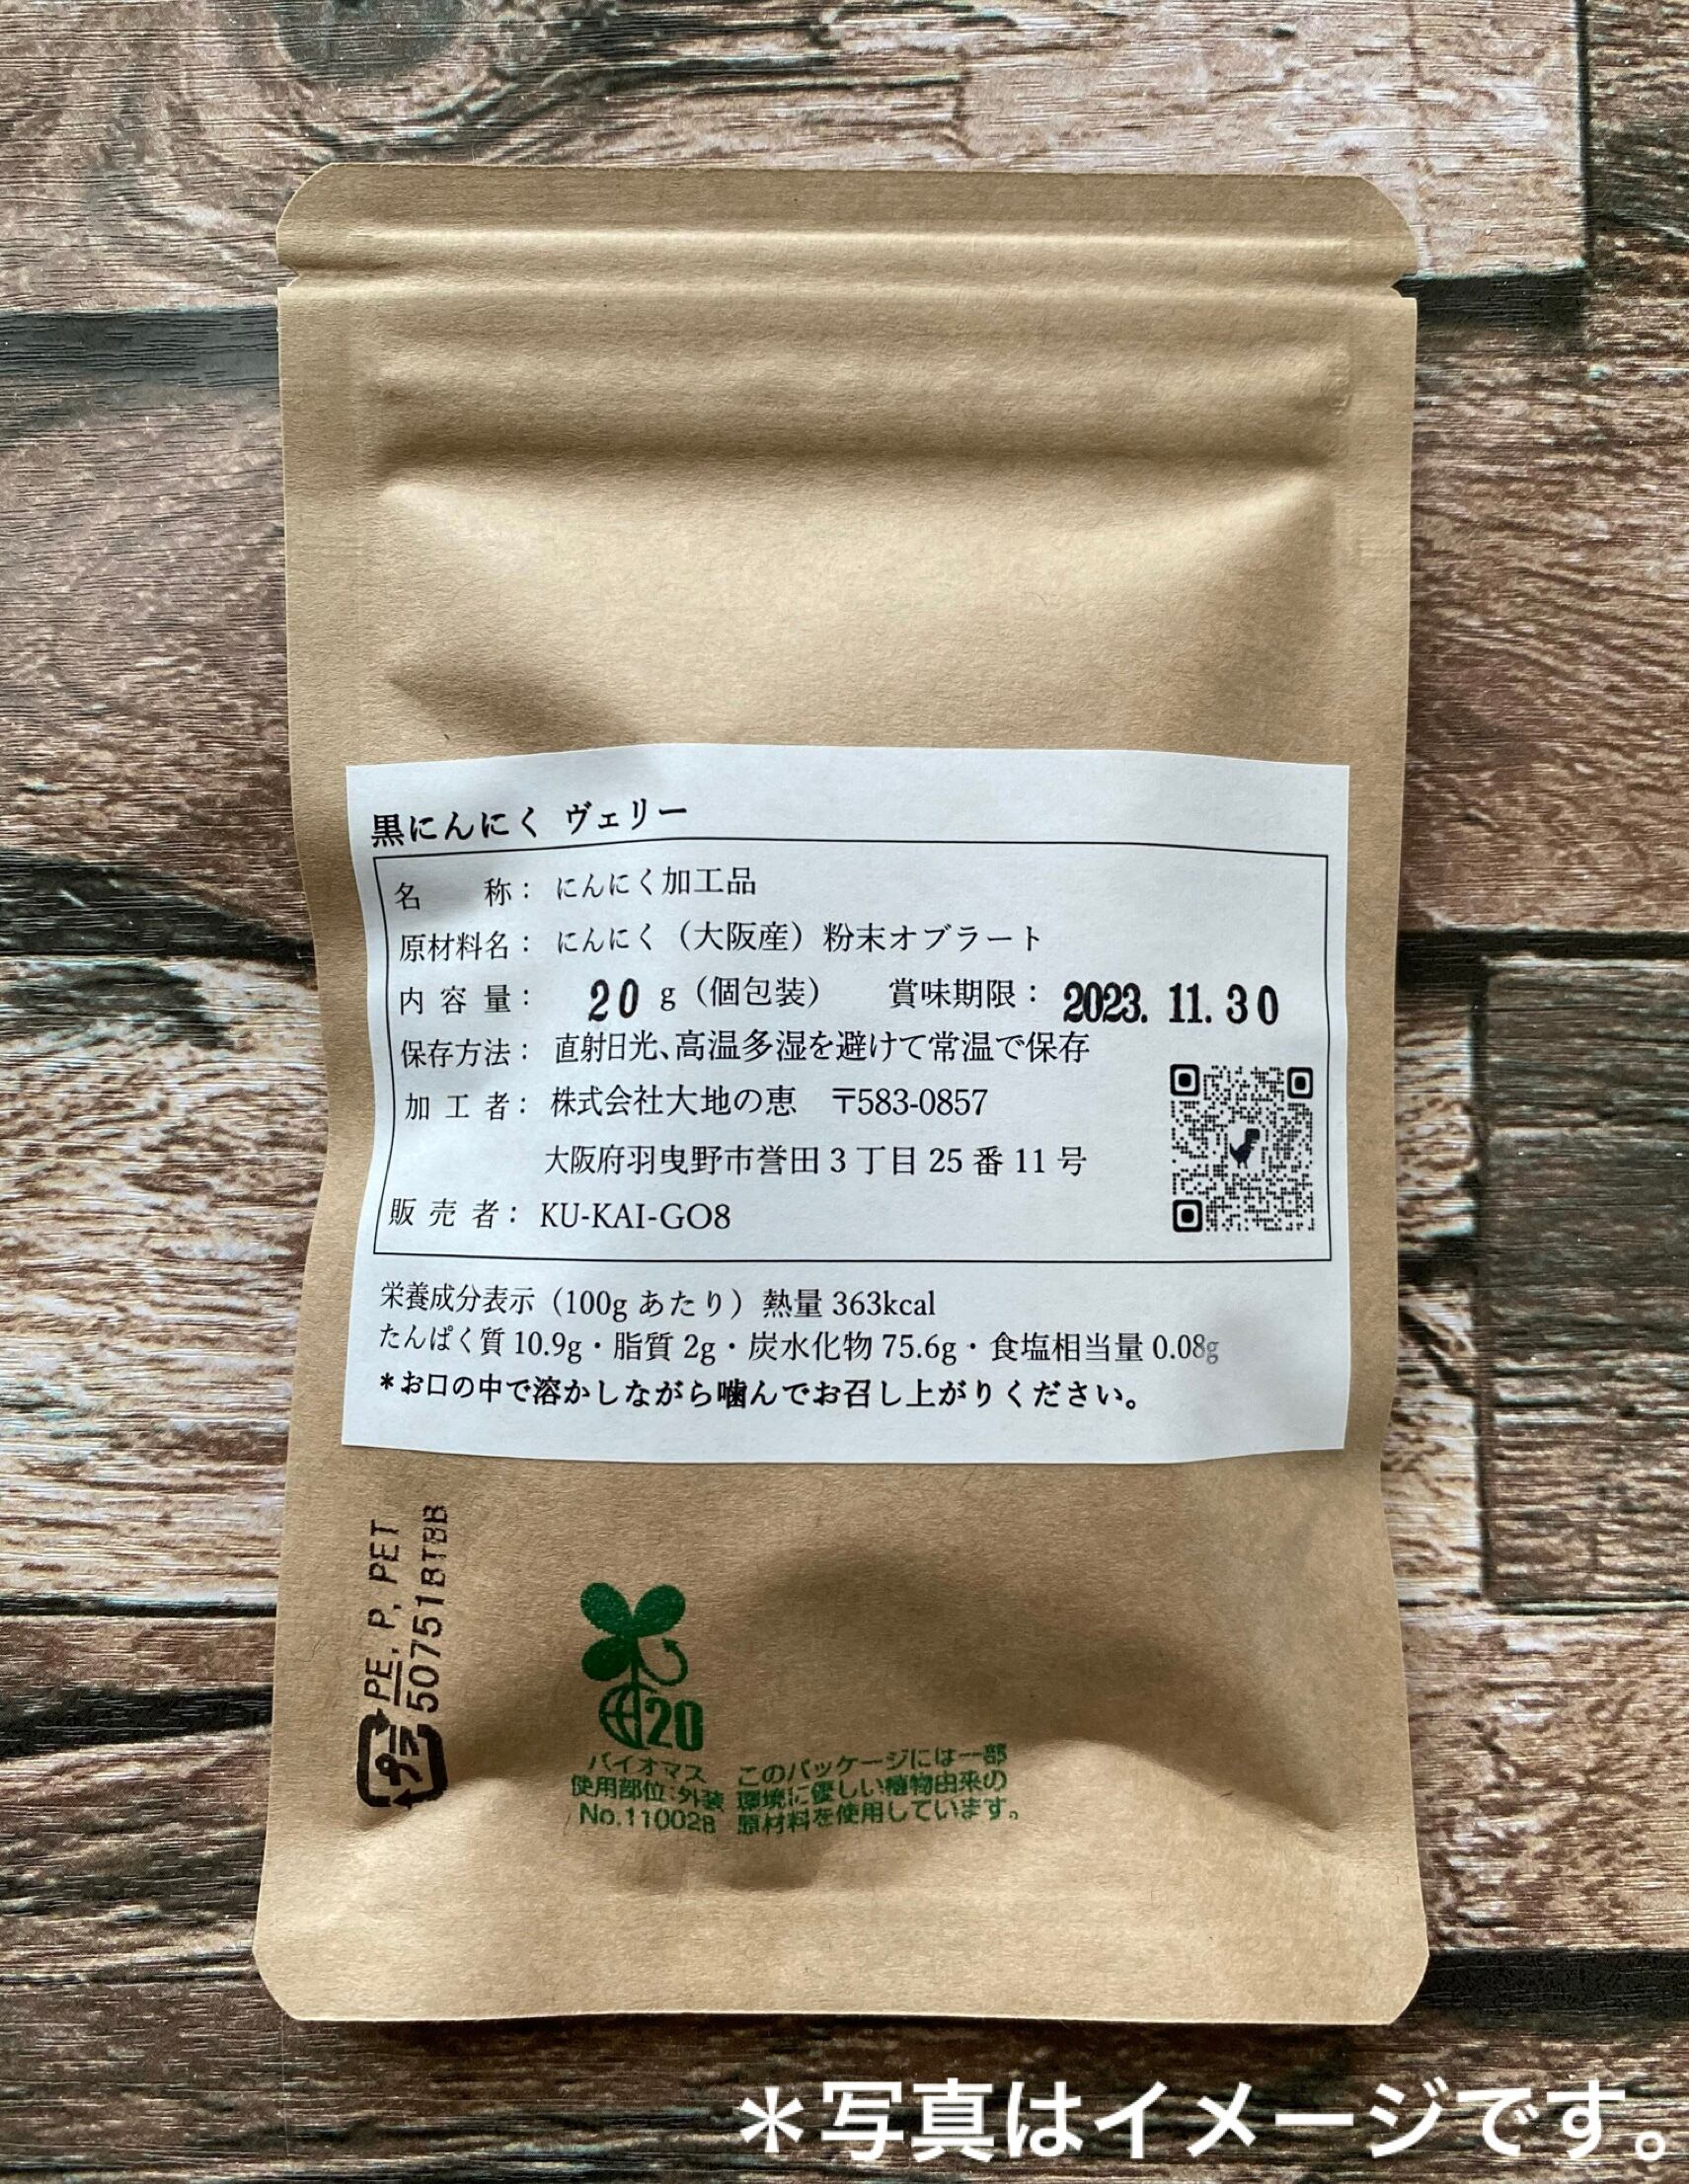 黒にんにく ヴェリー
名　　称： にんにく加工品
原材料名： にんにく（大阪産）粉末オブラート
内 容 量： 20 g（個包装） 賞味期限： 2023. 11. 30
保存方法： 直射日光、高温多湿を避けて常温で保存
加 工 者： 株式会社大地の恵 〒583-0857
大阪府羽曳野市誉田 3 丁目 25 番 11 号
販 売 者： KU-KAI-GO8
栄養成分表示（100g あたり）熱量 363kcal
たんぱく質 10.9g・脂質 2g・炭水化物 75.6g・食塩相当量 0.08g
*お口の中で溶かしながら噛んでお召し上がりください。
プラ
PE, P, PET
50751BTBB
20
バイオマス
使用部位:外装
No.110028
このパッケージには一部
環境に優しい植物由来の
原材料を使用しています。
＊写真はイメージです。